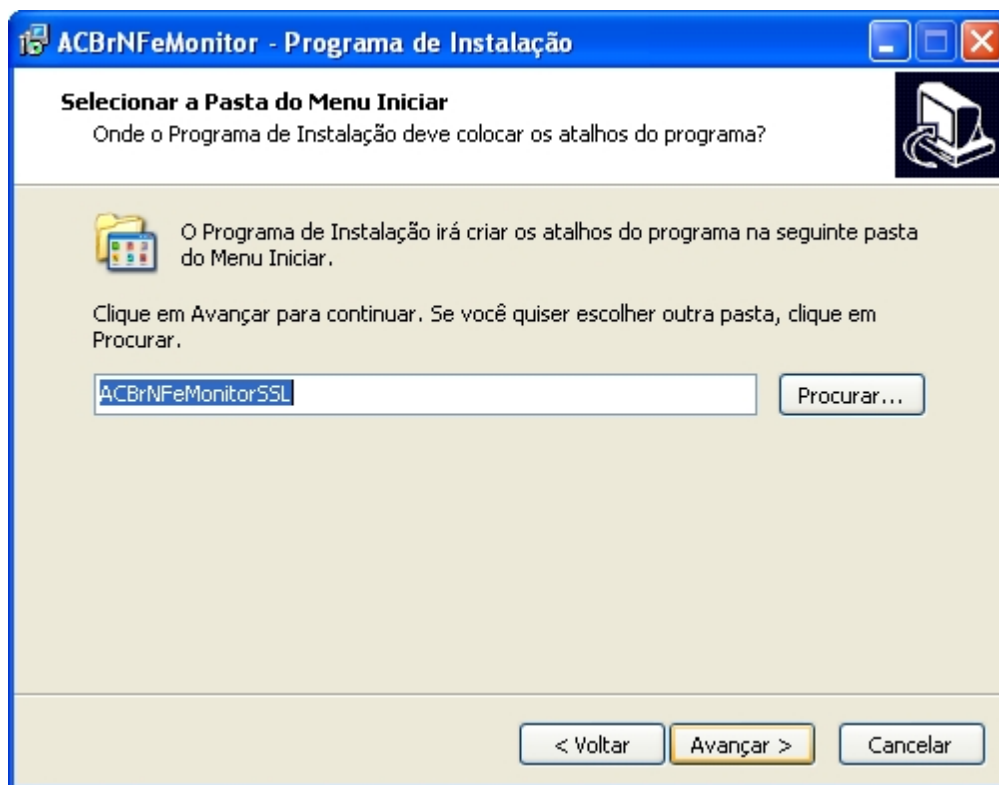 ACBrNFeMonitor - Programa de Instalação
Selecionar a Pasta do Menu Iniciar
Onde o Programa de Instalação deve colocar os atalhos do programa?
O Programa de Instalação irá criar os atalhos do programa na seguinte pasta
do Menu Iniciar.
Clique em Avançar para continuar. Se você quiser escolher outra pasta, clique em
Procurar.
ACBrNFeMonitorSSL
Procurar...
< Voltar
Avançar >
Cancelar